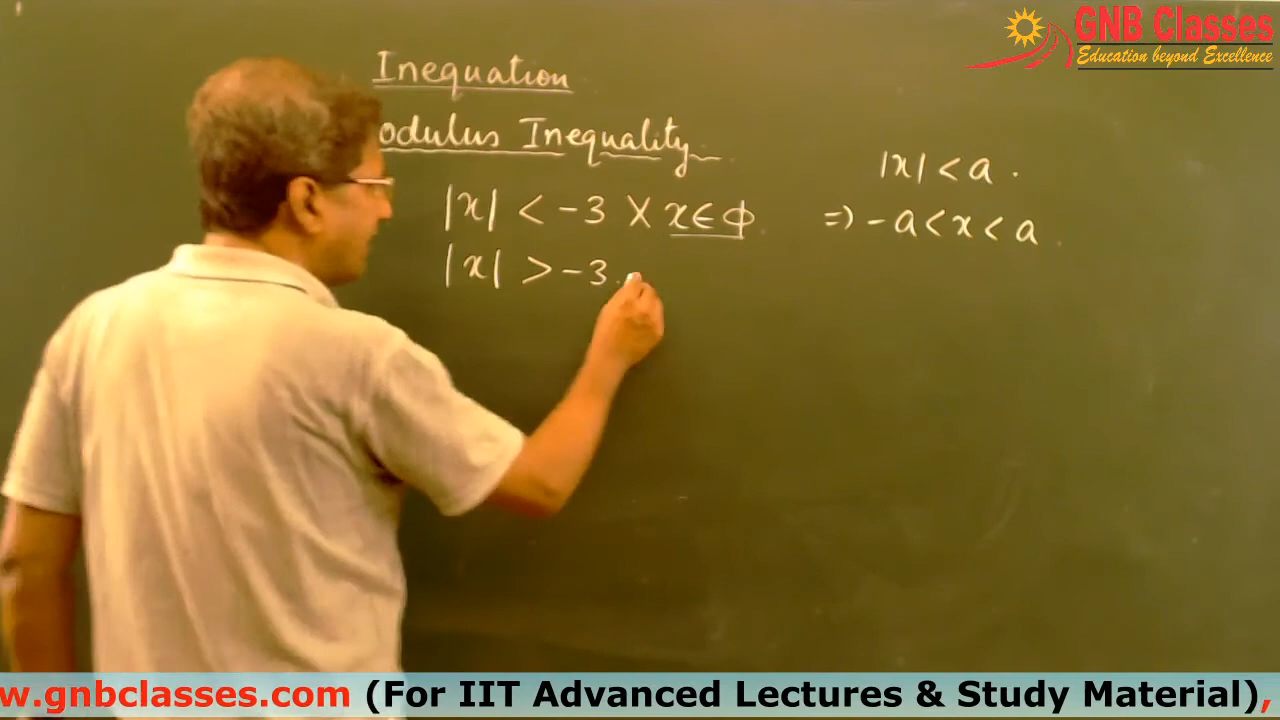 GNB Classes
Education beyond Excellence
Inequation
odulus Inequality
|x| < -3 X x ∈ φ
|x| > -3
|x| < a.
=> -a < x < a.
w.gnbclasses.com (For IIT Advanced Lectures & Study Material),